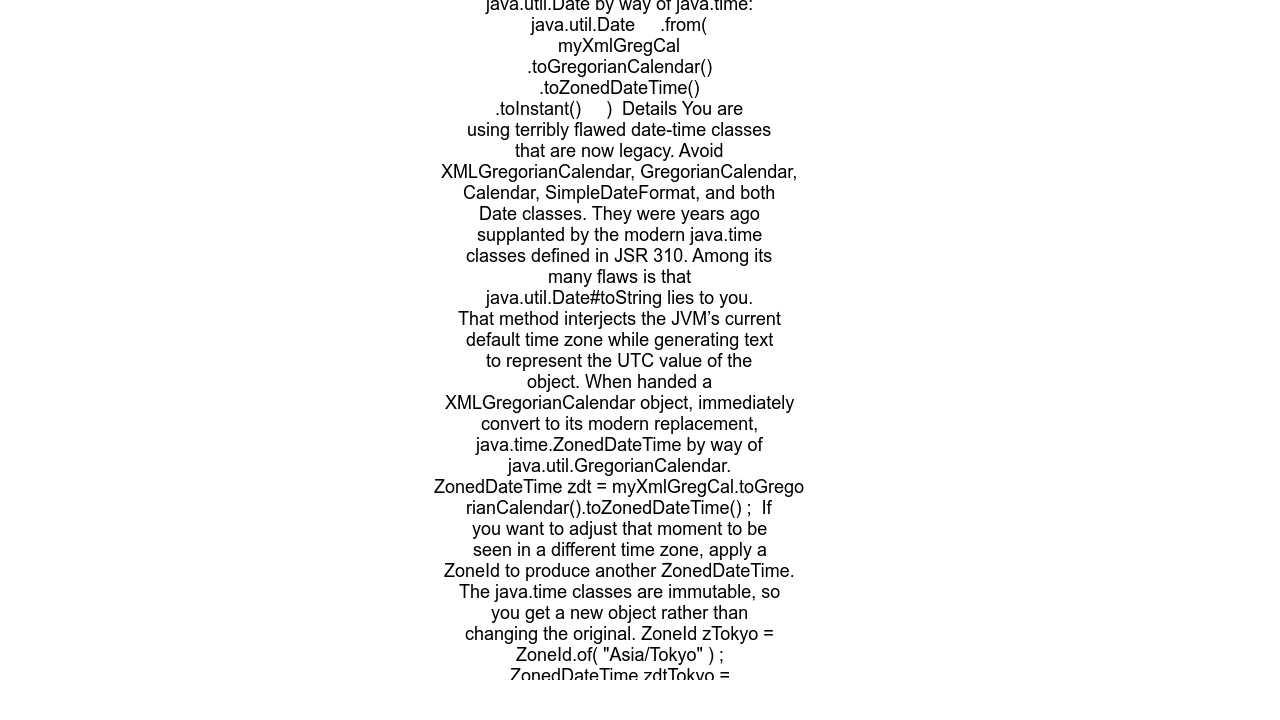 java.util.Date by way of java.time:
java.util.Date     .from(
myXmlGregCal
.toGregorianCalendar()
.toZonedDateTime()
.toInstant()     )  Details You are
using terribly flawed date-time classes
that are now legacy. Avoid
XMLGregorianCalendar, GregorianCalendar,
Calendar, SimpleDateFormat, and both
Date classes. They were years ago
supplanted by the modern java.time
classes defined in JSR 310. Among its
many flaws is that
java.util.Date#toString lies to you.
That method interjects the JVM’s current
default time zone while generating text
to represent the UTC value of the
object. When handed a
XMLGregorianCalendar object, immediately
convert to its modern replacement,
java.time.ZonedDateTime by way of
java.util.GregorianCalendar.
ZonedDateTime zdt = myXmlGregCal.toGrego
rianCalendar().toZonedDateTime() ;  If
you want to adjust that moment to be
seen in a different time zone, apply a
ZoneId to produce another ZonedDateTime.
The java.time classes are immutable, so
you get a new object rather than
changing the original. ZoneId zTokyo =
ZoneId.of( "Asia/Tokyo" ) ;
ZonedDateTime zdtTokyo =